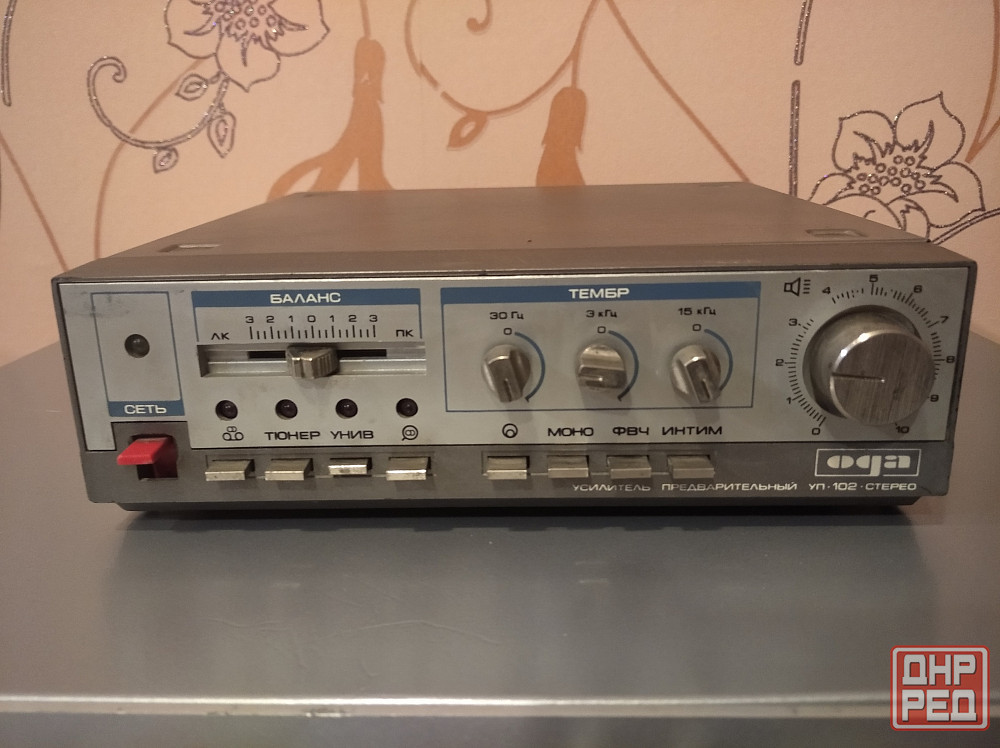 БАЛАНС
3 2 1 0 1 2 3
ЛК ПК
ТЕМБР
30 Гц 3 кГц 15 кГц
0 0 0
0 1 2 3 4 5 6 7 8 9 10
СЕТЬ
ТЮНЕР УНИВ
МОНО ФВЧ ИНТИМ
ода
УСИЛИТЕЛЬ ПРЕДВАРИТЕЛЬНЫЙ УП·102·СТЕРЕО
ДНР
РЕД